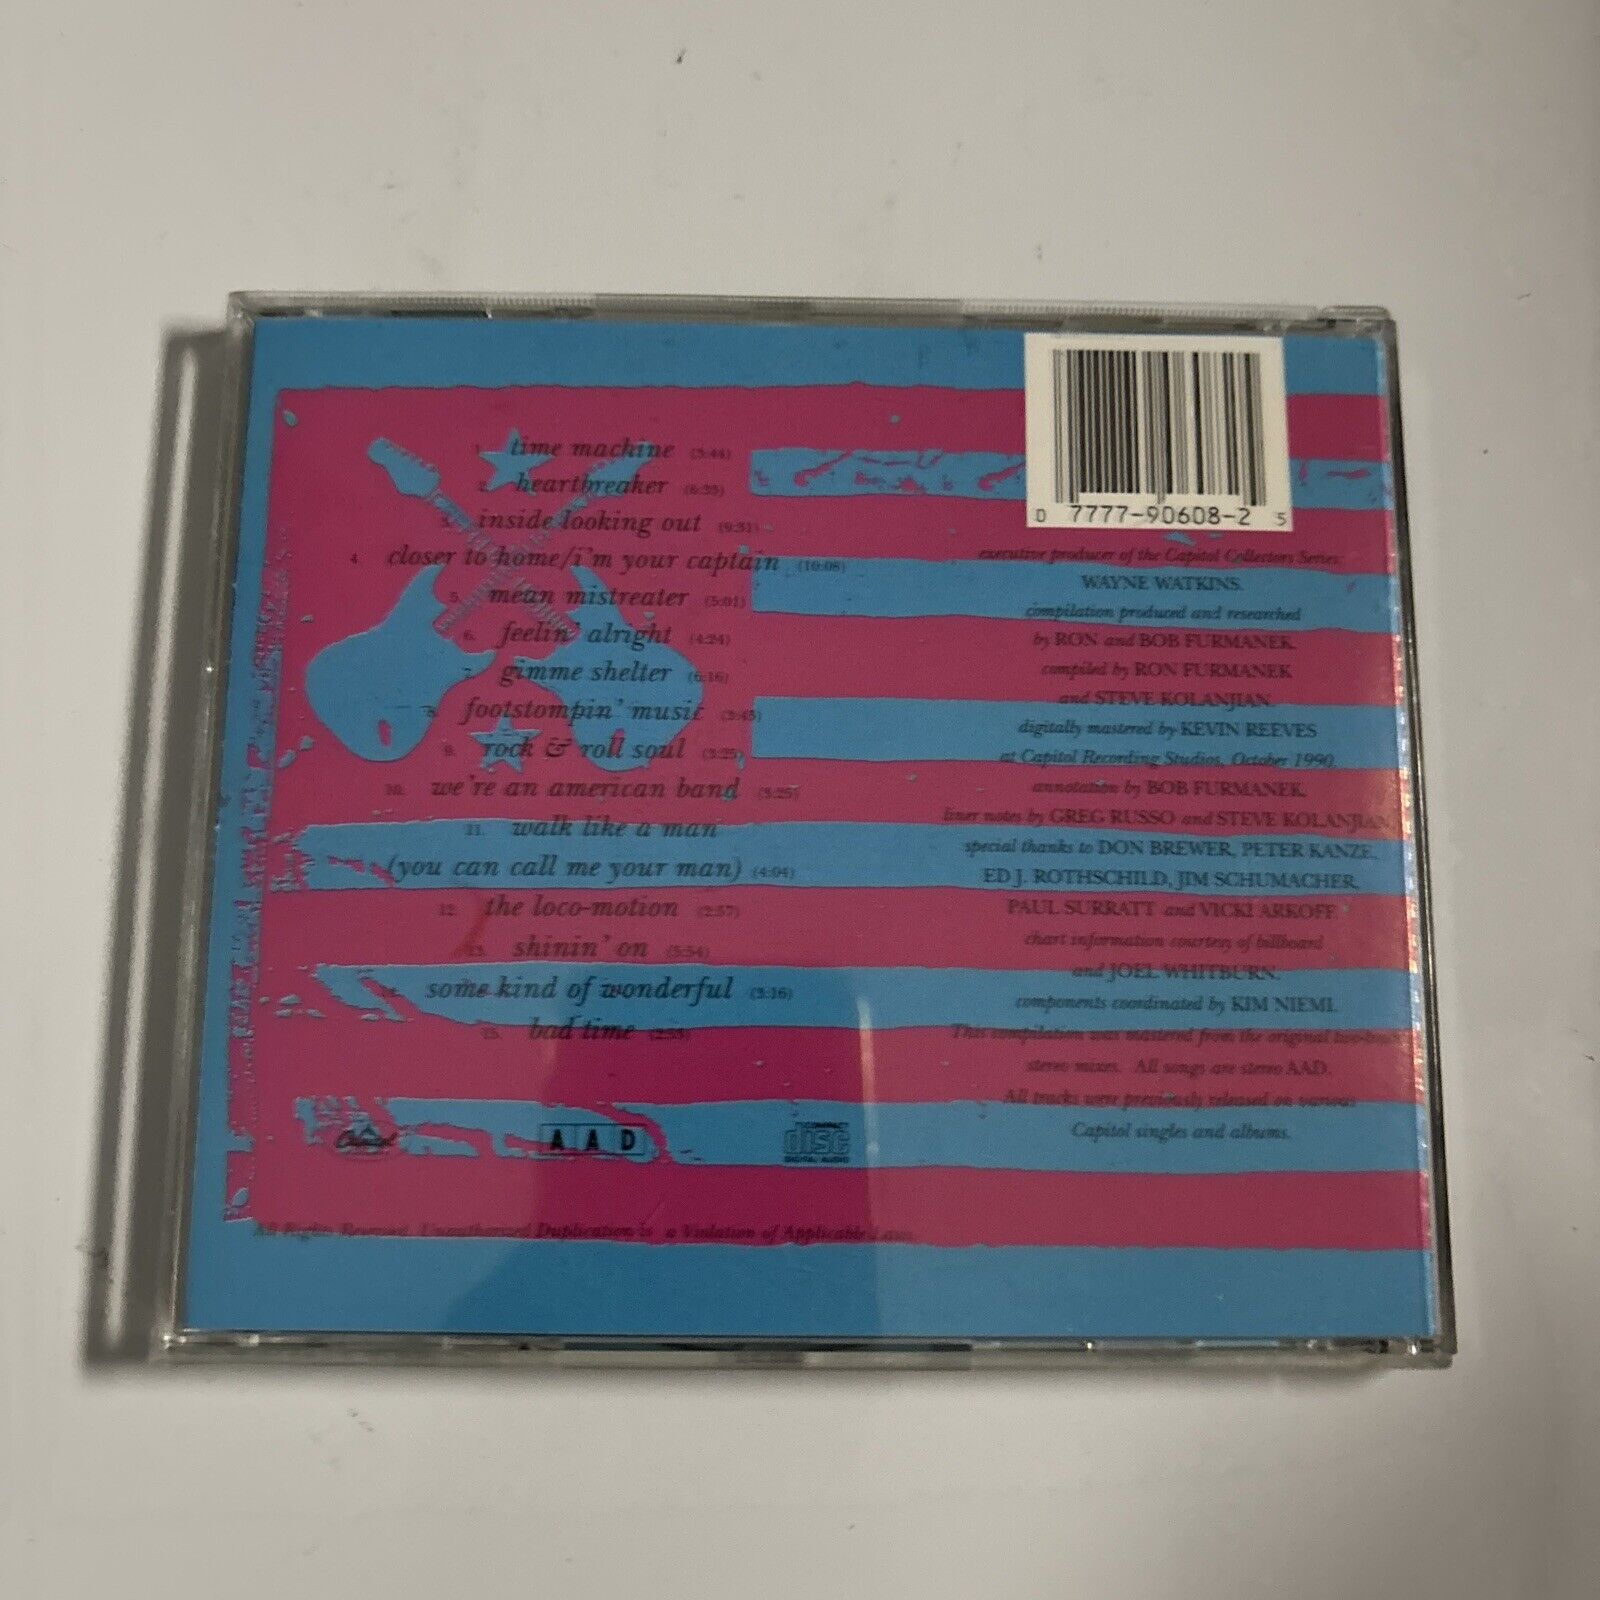 1. time machine (3:44)
2. heartbreaker (6:35)
3. inside looking out (9:31)
4. closer to home/i'm your captain (10:08)
5. mean mistreater (5:01)
6. feelin' alright (4:24)
7. gimme shelter (6:16)
8. footstompin' music (3:45)
9. rock & roll soul (3:25)
10. we're an american band (3:25)
11. walk like a man
(you can call me your man) (4:04)
12. the loco-motion (2:57)
13. shinin' on (5:54)
14. some kind of wonderful (3:16)
15. bad time (2:55)
0 7777-90608-2 5
executive producer of the Capitol Collectors Series:
WAYNE WATKINS.
compilation produced and researched
by RON and BOB FURMANEK.
compiled by RON FURMANEK
and STEVE KOLANJIAN.
digitally mastered by KEVIN REEVES
at Capitol Recording Studios, October 1990.
annotation by BOB FURMANEK.
liner notes by GREG RUSSO and STEVE KOLANJIAN.
special thanks to DON BREWER, PETER KANZE,
ED J. ROTHSCHILD, JIM SCHUMACHER,
PAUL SURRATT and VICKI ARKOFF.
chart information courtesy of billboard
and JOEL WHITBURN.
components coordinated by KIM NIEMI.
This compilation was mastered from the original two-track
stereo mixes. All songs are stereo AAD.
All tracks were previously released on various
Capitol singles and albums.
Capitol
AAD
COMPACT
disc
DIGITAL AUDIO
All Rights Reserved. Unauthorized Duplication is a Violation of Applicable Laws.